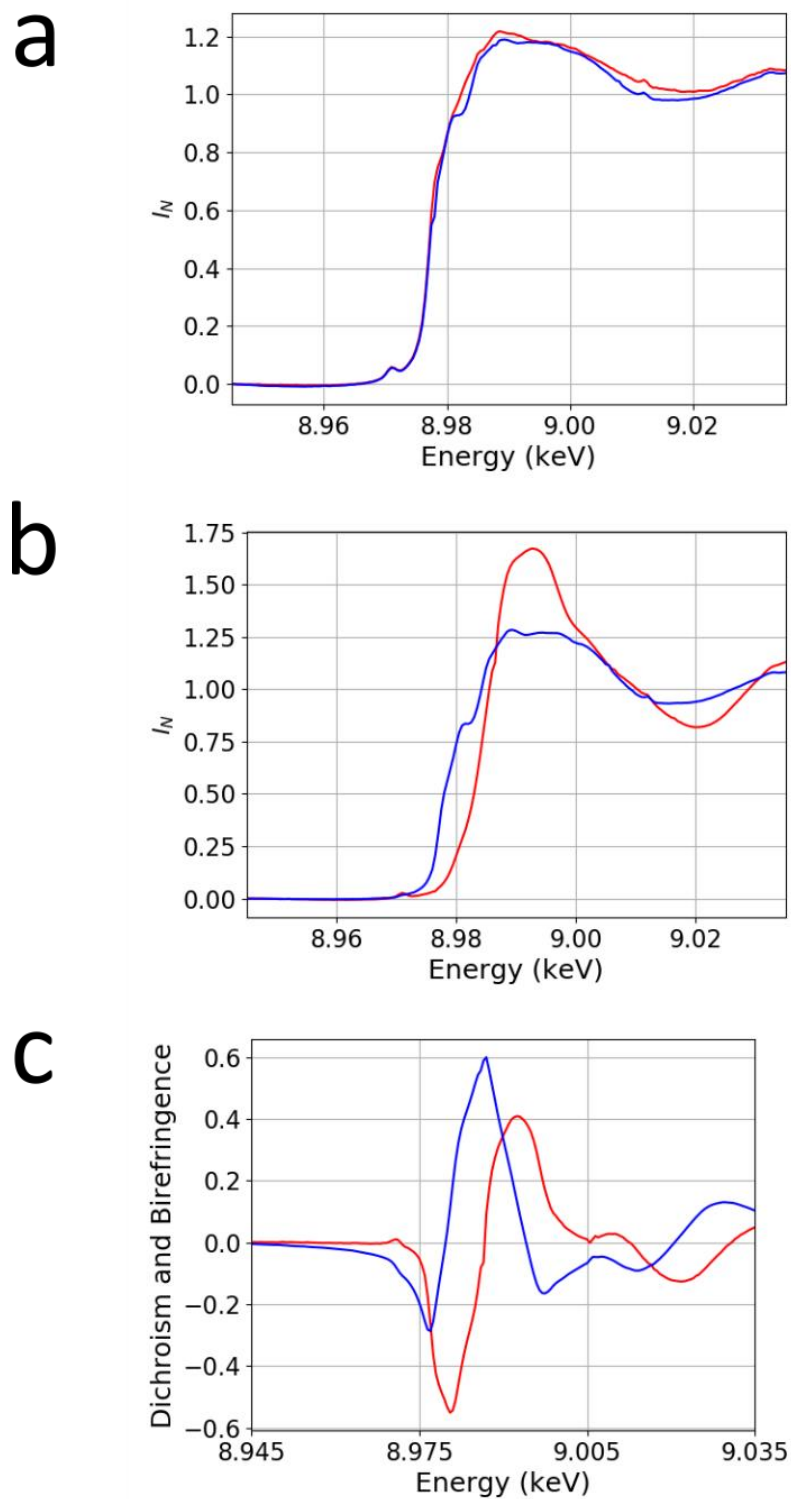 a
1.2
1.0
0.8
0.6
0.4
0.2
0.0
I_N
8.96 8.98 9.00 9.02
Energy (keV)
b
1.75
1.50
1.25
1.00
0.75
0.50
0.25
0.00
I_N
8.96 8.98 9.00 9.02
Energy (keV)
c
0.6
0.4
0.2
0.0
−0.2
−0.4
−0.6
Dichroism and Birefringence
8.945 8.975 9.005 9.035
Energy (keV)